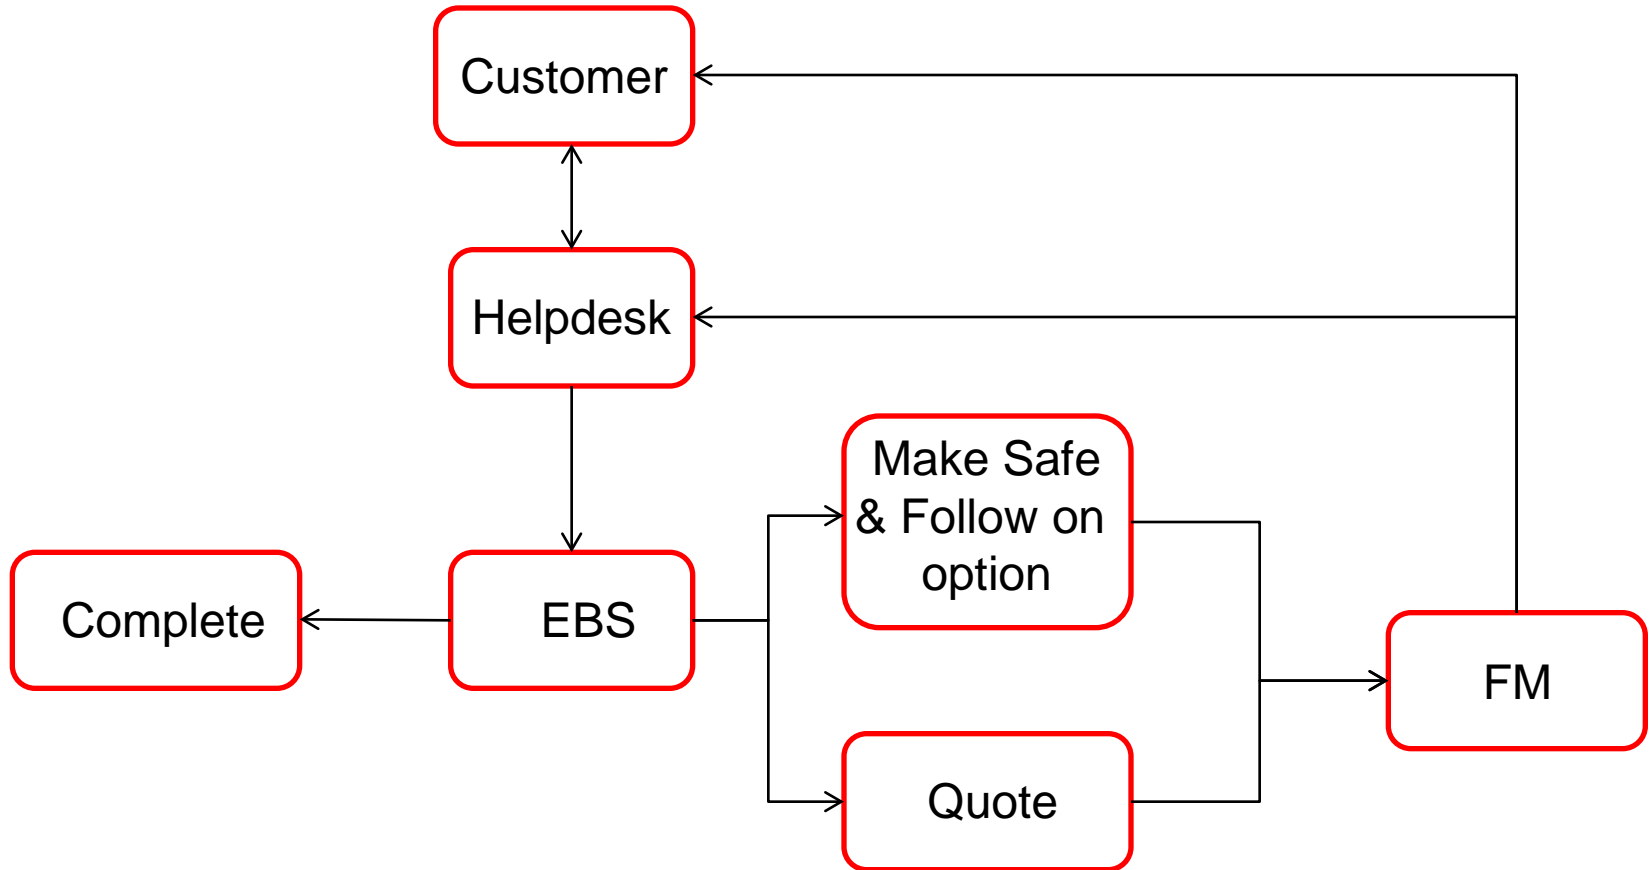 Customer
Helpdesk
Make Safe
& Follow on
option
Complete
EBS
FM
Quote